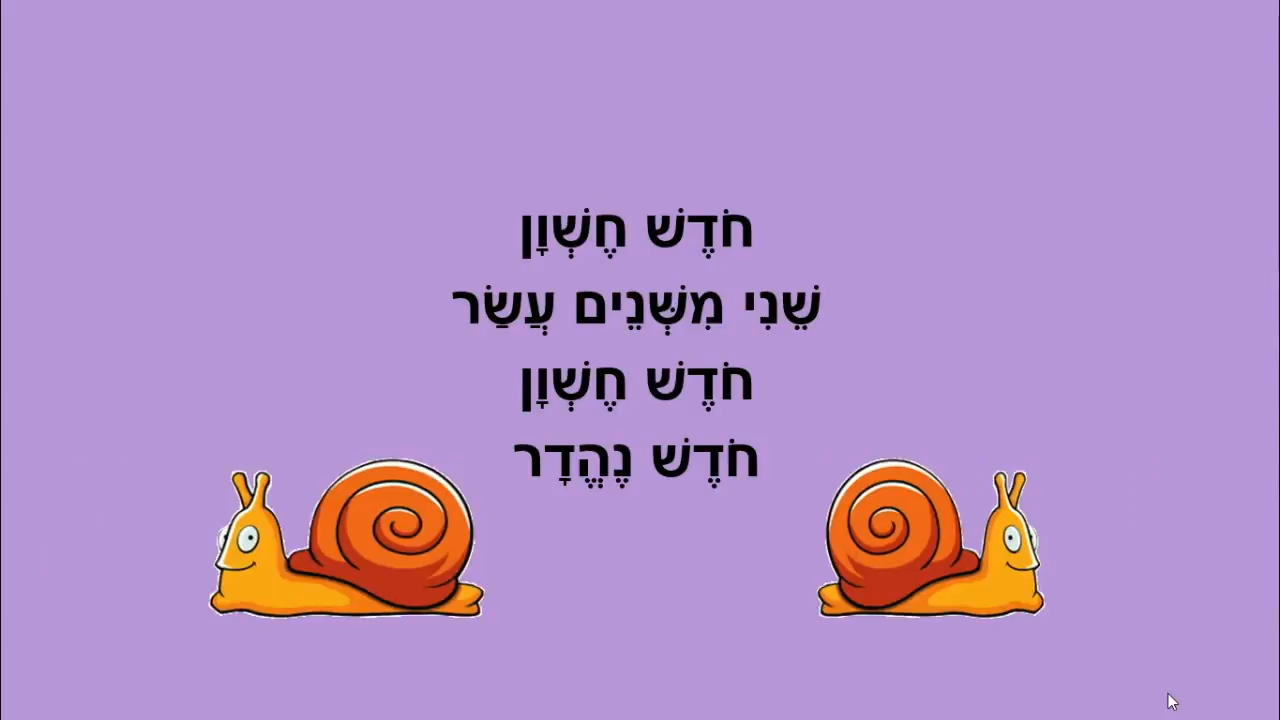 חֹדֶשׁ חֶשְׁוָן
שֵׁנִי מִשְּׁנֵים עֲשַׂר
חֹדֶשׁ חֶשְׁוָן
חֹדֶשׁ נֶהֱדָר